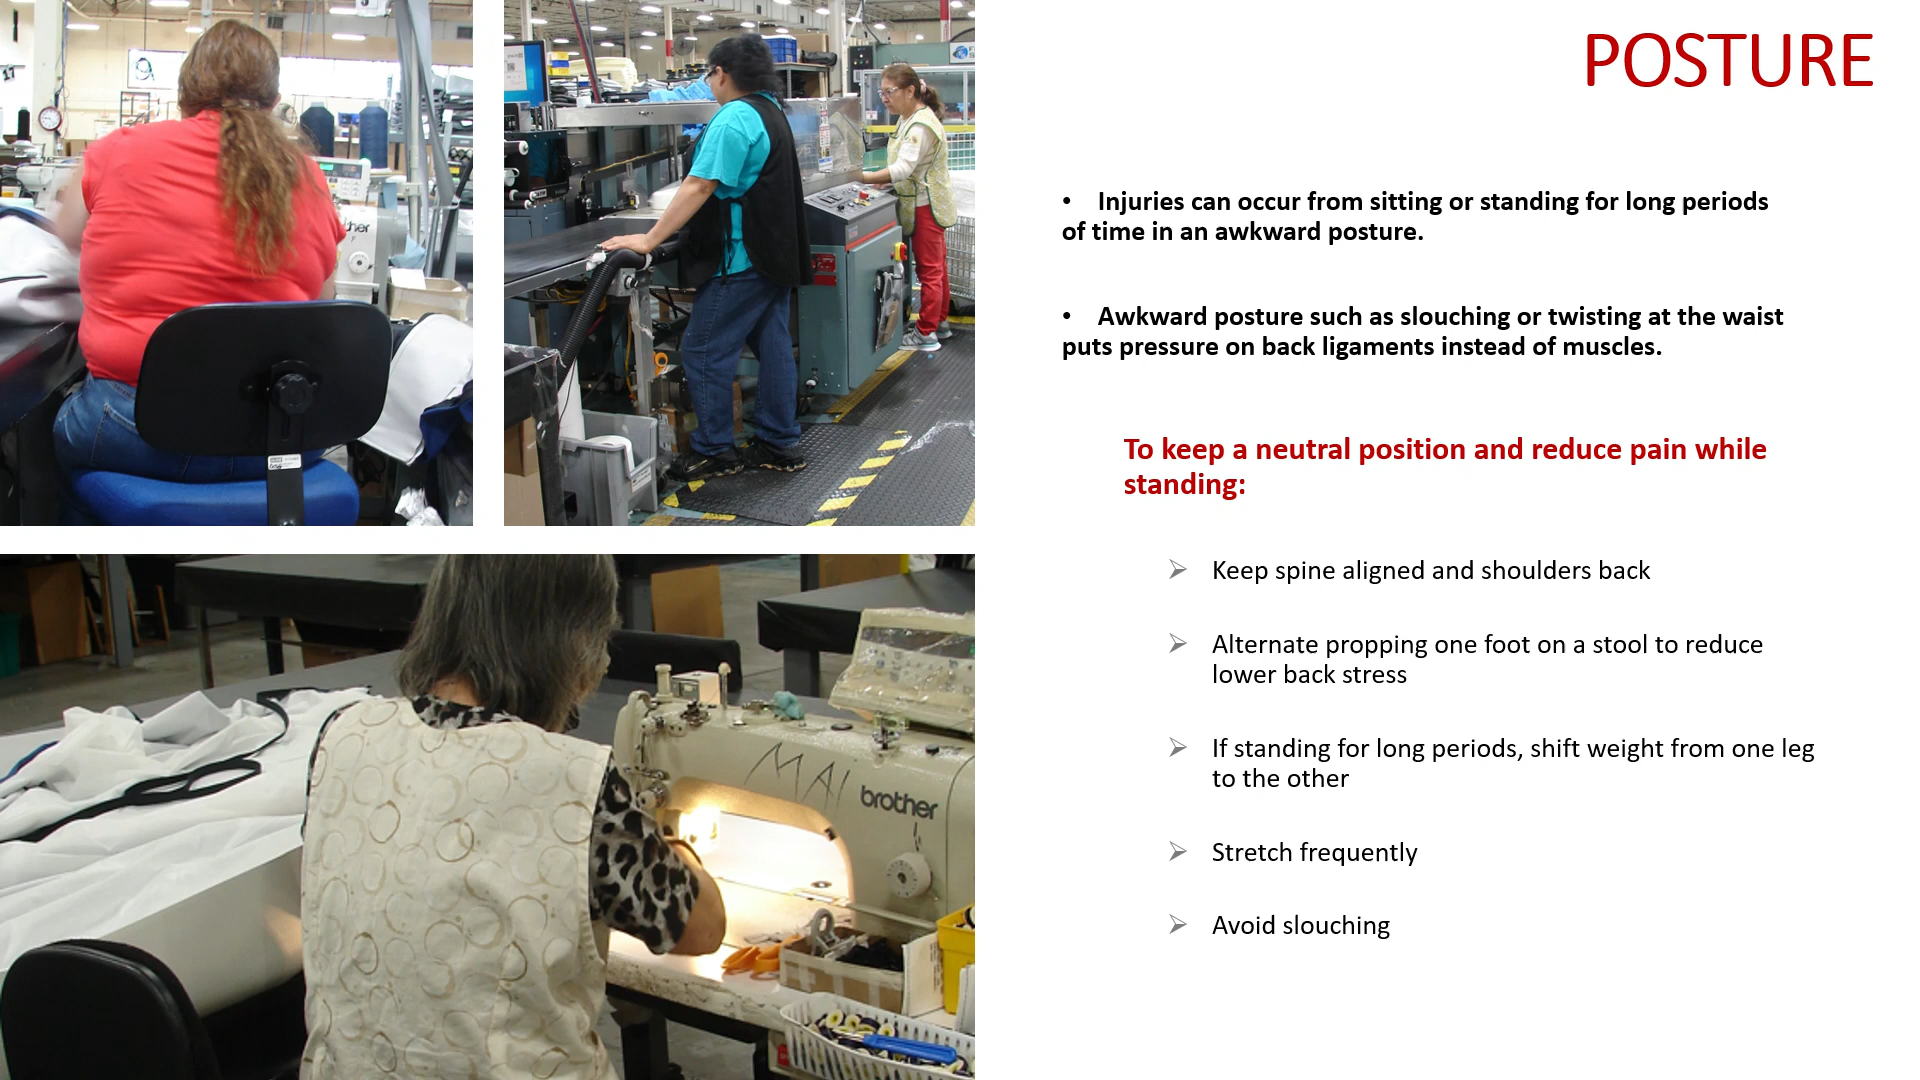 POSTURE
• Injuries can occur from sitting or standing for long periods
of time in an awkward posture.
• Awkward posture such as slouching or twisting at the waist
puts pressure on back ligaments instead of muscles.
To keep a neutral position and reduce pain while
standing:
➢ Keep spine aligned and shoulders back
➢ Alternate propping one foot on a stool to reduce
lower back stress
➢ If standing for long periods, shift weight from one leg
to the other
➢ Stretch frequently
➢ Avoid slouching
17
MAI
brother